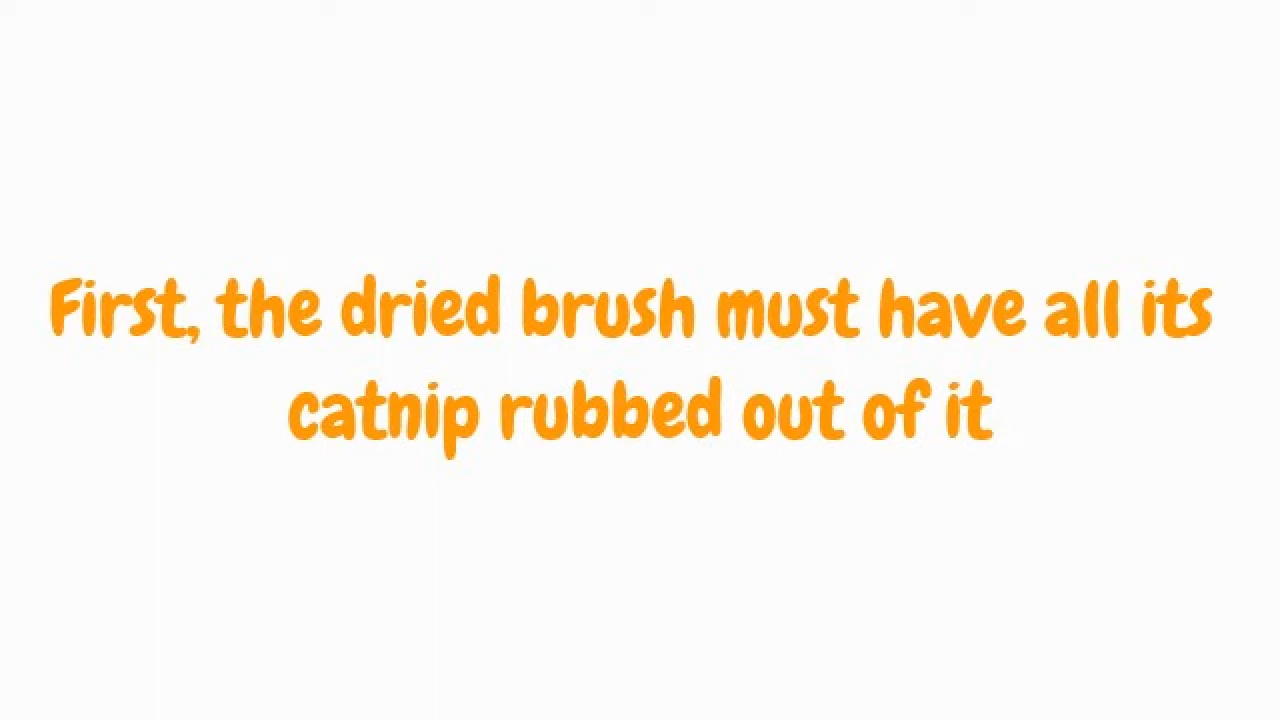 First, the dried brush must have all its
catnip rubbed out of it